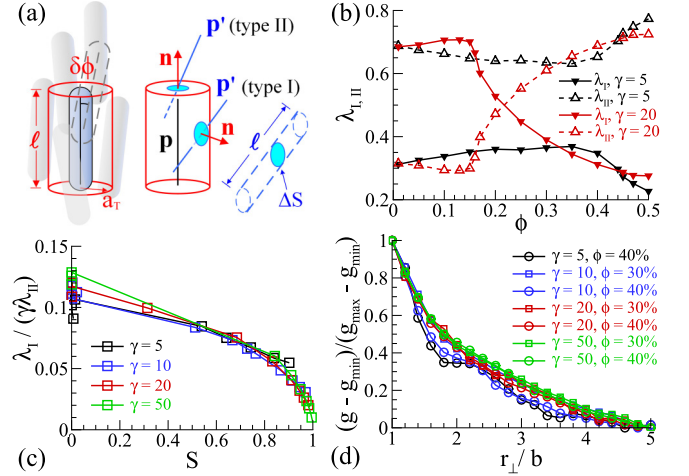 (a)
δϕ
ℓ
a_T
p' (type II)
n
p
p' (type I)
n
ℓ
ΔS
(b)
λ_I,II
0.8
0.6
0.4
0.2
0
0.1
0.2
0.3
0.4
0.5
ϕ
λ_I, γ = 5
λ_II, γ = 5
λ_I, γ = 20
λ_II, γ = 20
(c)
λ_I / (γλ_II)
0.15
0.10
0.05
0
0
0.2
0.4
0.6
0.8
1
S
γ = 5
γ = 10
γ = 20
γ = 50
(d)
(g - g_min)/(g_max - g_min)
1.0
0.8
0.6
0.4
0.2
0
1
2
3
4
5
r_⊥/ b
γ = 5, ϕ = 40%
γ = 10, ϕ = 30%
γ = 10, ϕ = 40%
γ = 20, ϕ = 30%
γ = 20, ϕ = 40%
γ = 50, ϕ = 30%
γ = 50, ϕ = 40%